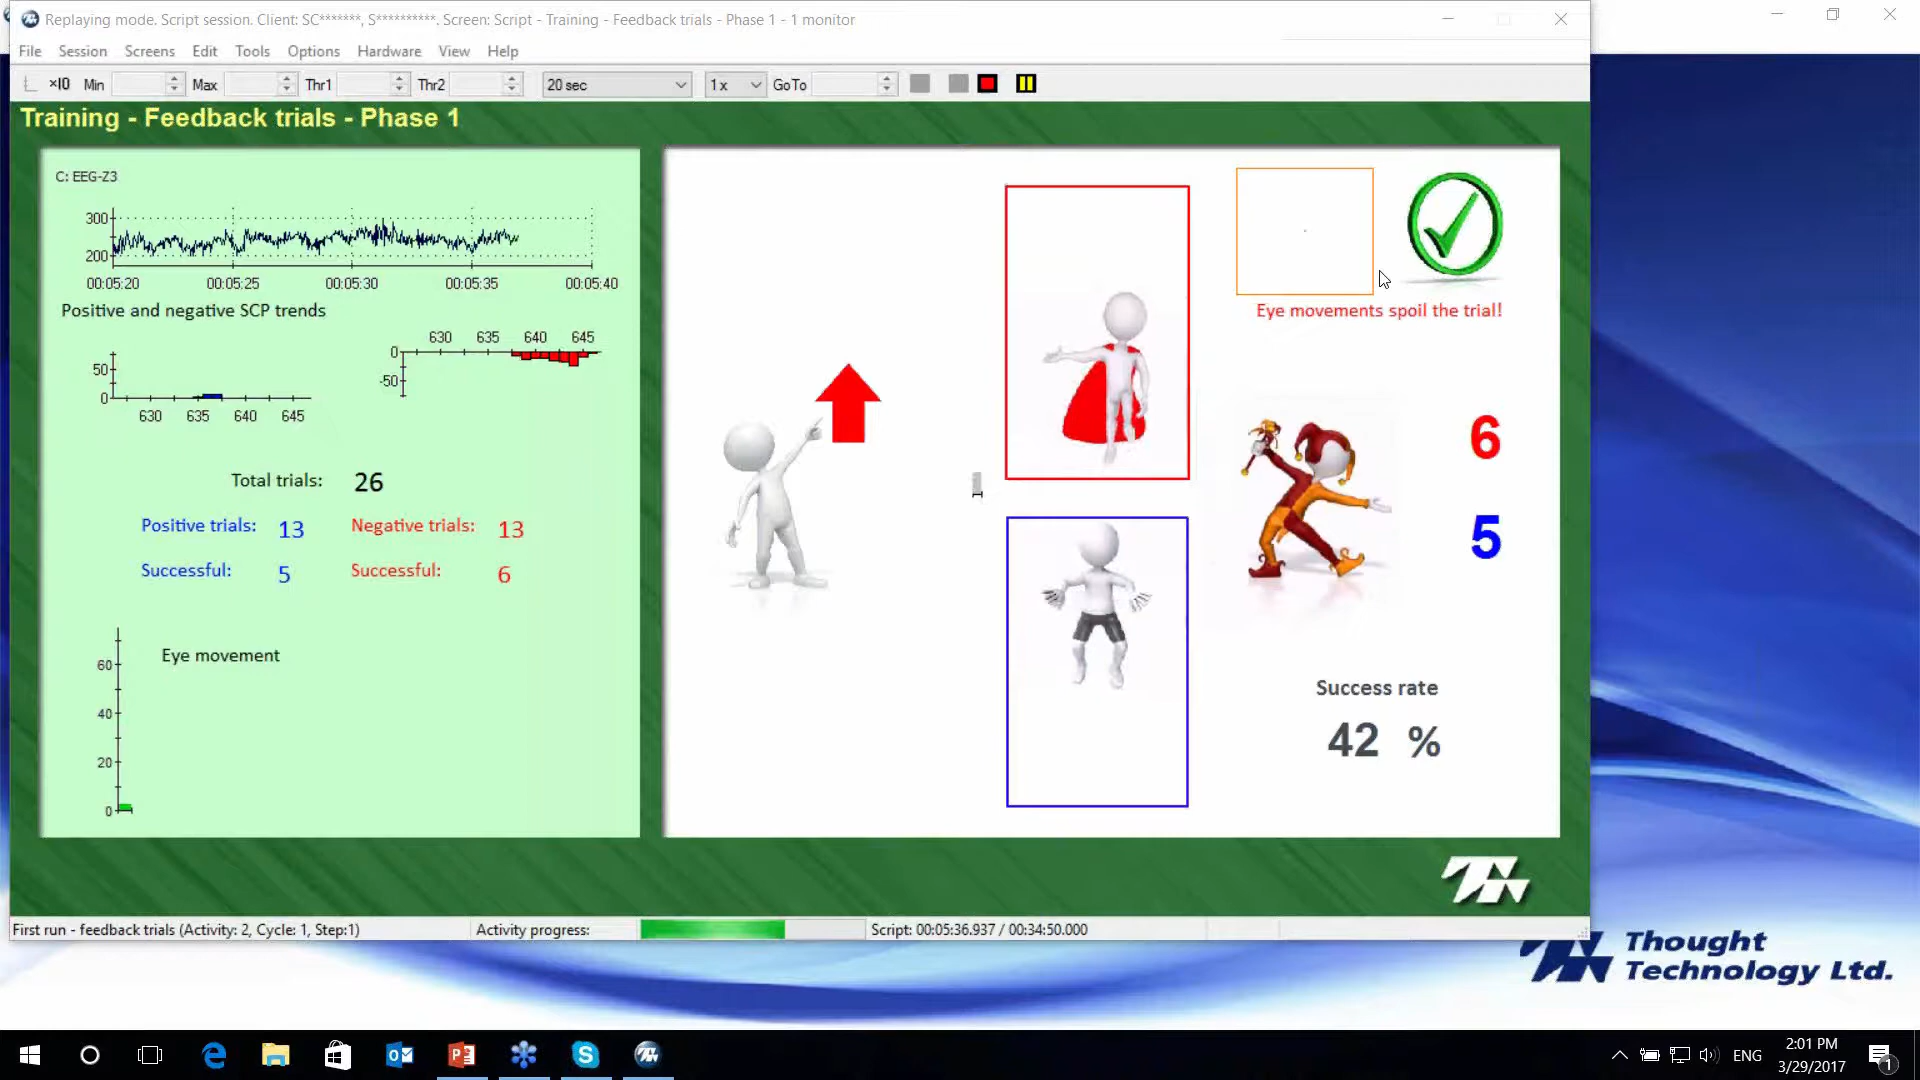 Replaying mode. Script session. Client: SC*******, S**********. Screen: Script - Training - Feedback trials - Phase 1 - 1 monitor
File Session Screens Edit Tools Options Hardware View Help
×10 Min Max Thr1 Thr2 20 sec 1 x GoTo
Training - Feedback trials - Phase 1
C: EEG-Z3
300
200
00:05:20 00:05:25 00:05:30 00:05:35 00:05:40
Positive and negative SCP trends
630 635 640 645
0
-50
50
0
630 635 640 645
Total trials: 26
Positive trials: 13 Negative trials: 13
Successful: 5 Successful: 6
Eye movement
60
40
20
0
Eye movements spoil the trial!
6
5
Success rate
42 %
First run - feedback trials (Activity: 2, Cycle: 1, Step:1) Activity progress: Script: 00:05:36.937 / 00:34:50.000
Thought
Technology Ltd.
ENG 2:01 PM
3/29/2017
1